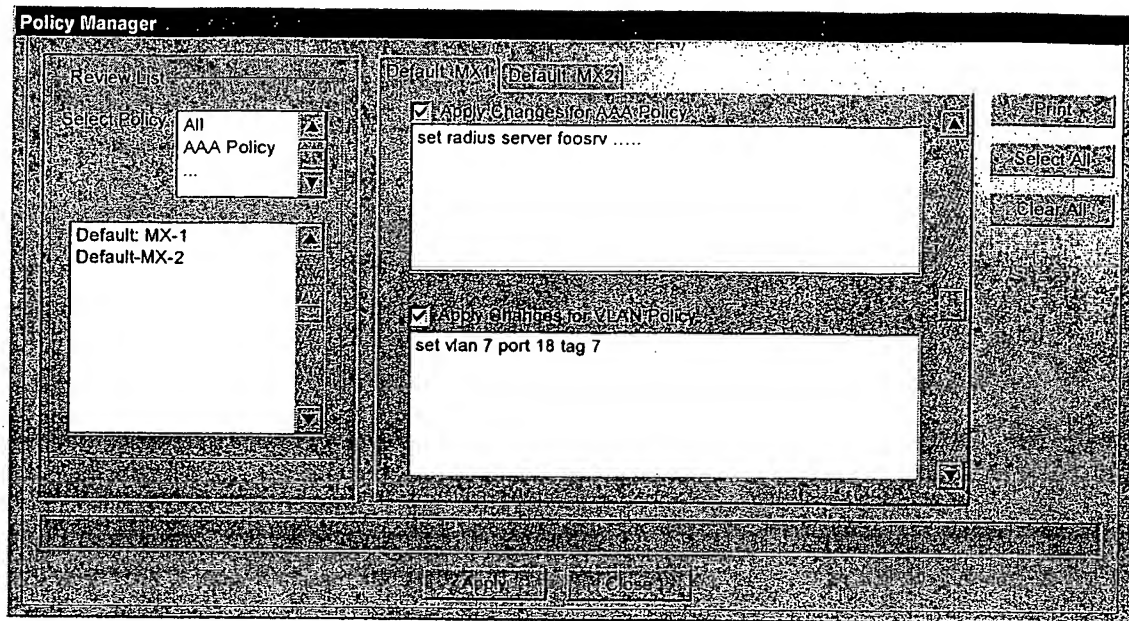 Policy Manager
Review List
Select Policy
All
AAA Policy
...
Default: MX-1
Default-MX-2
Default: MX1
Default: MX2
Apply Changes for AAA Policy
set radius server foosrv .....
Apply Changes for VLAN Policy
set vlan 7 port 18 tag 7
Print
Select All
Clear All
Apply
Close